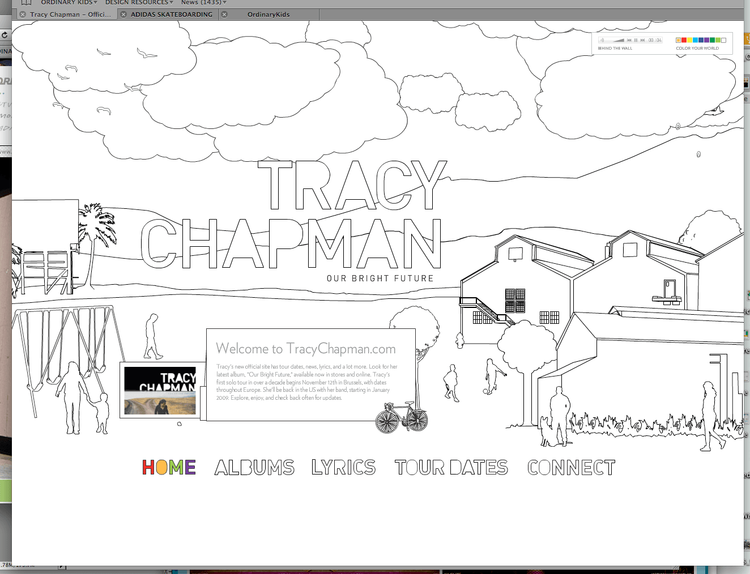 ORDINARY KIDS▾ DESIGN RESOURCES▾ News (1435)▾
Tracy Chapman – Offici...
ADIDAS SKATEBOARDING
OrdinaryKids
BEHIND THE WALL
COLOR YOUR WORLD
TRACY
CHAPMAN
OUR BRIGHT FUTURE
Welcome to TracyChapman.com
Tracy's new official site has tour dates, news, lyrics, and a lot more. Look for her
latest album, "Our Bright Future," available now in stores and online. Tracy's
first solo tour in over a decade begins November 12th in Brussels, with dates
throughout Europe. She'll be back in the US with her band, starting in January
2009. Explore, enjoy, and check back often for updates.
TRACY
CHAPMAN
HOME ALBUMS LYRICS TOUR DATES CONNECT